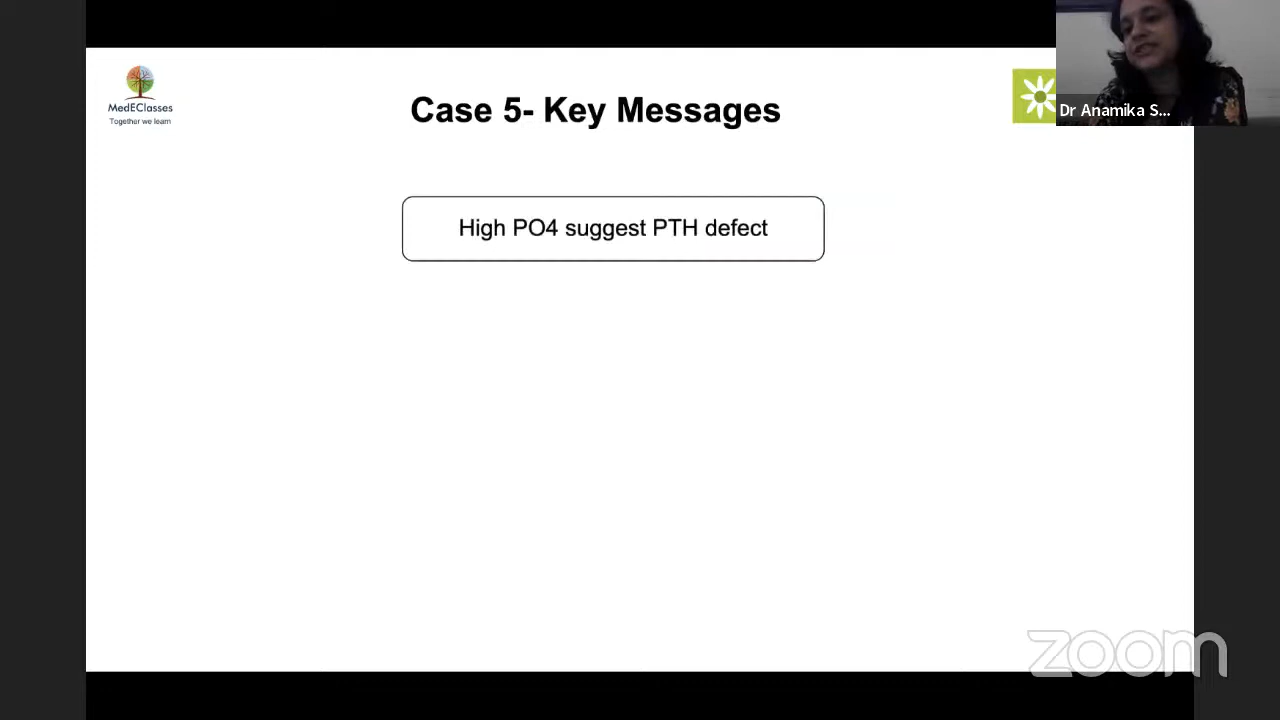 MedEClasses
Together we learn
Case 5- Key Messages
Dr Anamika S...
High PO4 suggest PTH defect
zoom